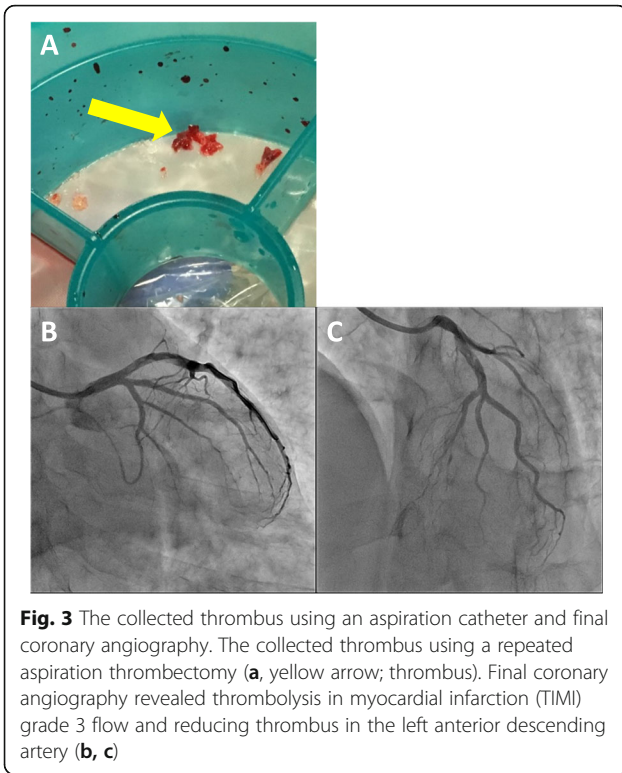 A
B
C
Fig. 3 The collected thrombus using an aspiration catheter and final
coronary angiography. The collected thrombus using a repeated
aspiration thrombectomy (a, yellow arrow; thrombus). Final coronary
angiography revealed thrombolysis in myocardial infarction (TIMI)
grade 3 flow and reducing thrombus in the left anterior descending
artery (b, c)